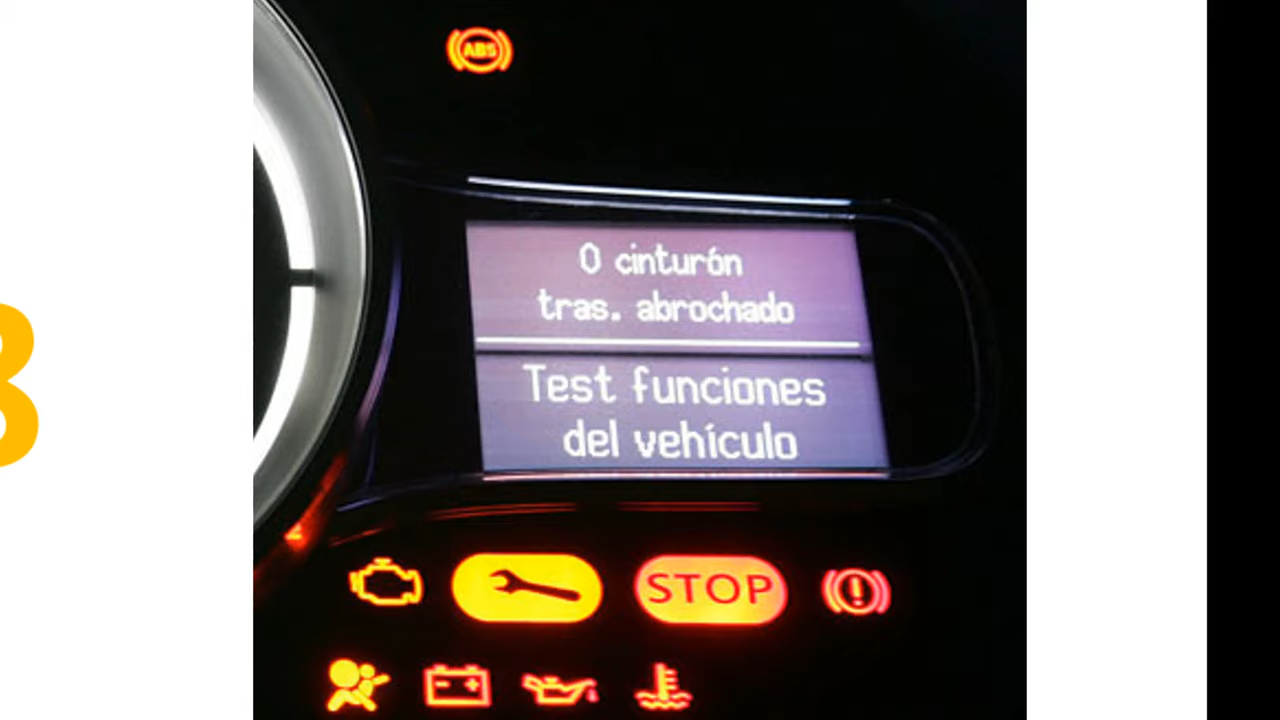 ABS
0 cinturón
tras. abrochado
Test funciones
del vehículo
STOP